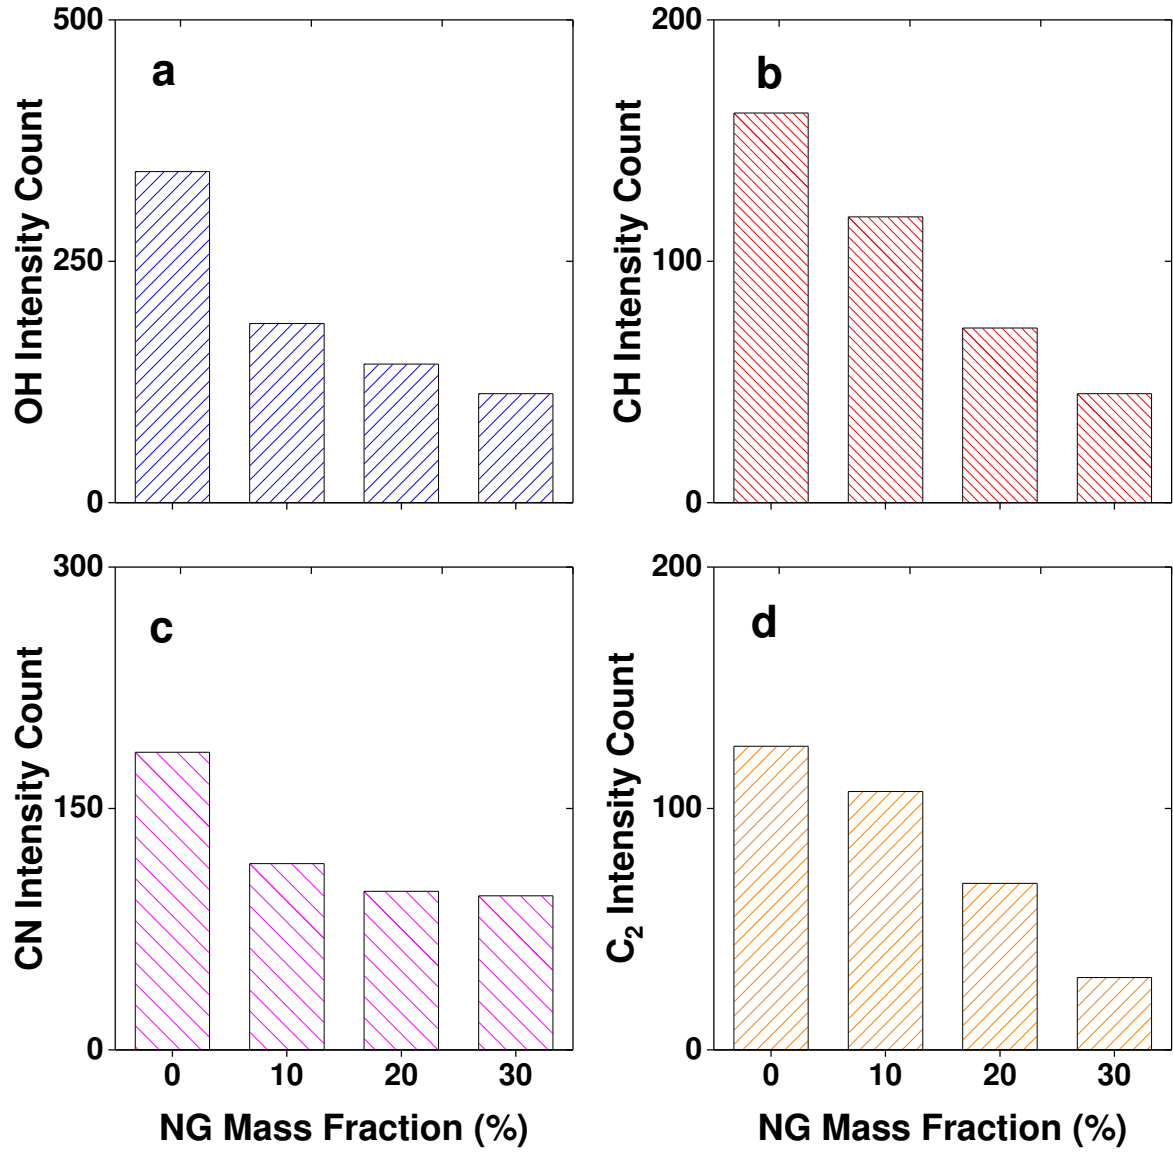 a
OH Intensity Count
500
250
0
b
CH Intensity Count
200
100
0
c
CN Intensity Count
300
150
0
0 10 20 30
NG Mass Fraction (%)
d
C₂ Intensity Count
200
100
0
0 10 20 30
NG Mass Fraction (%)